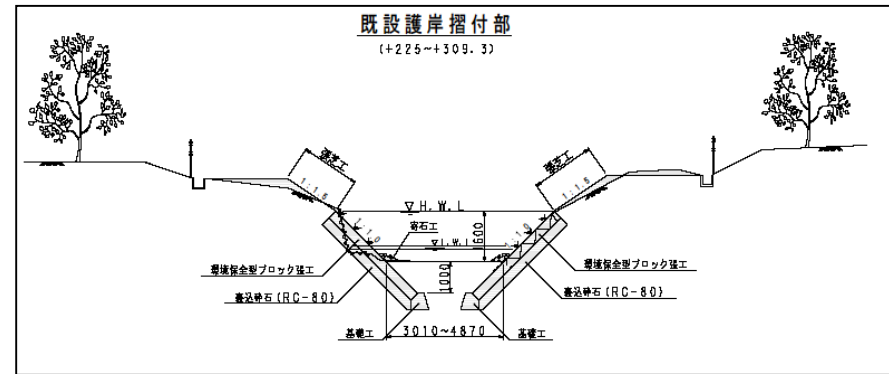 既設護岸摺付部
(+225~+309.3)
張芝工
張芝工
1:1.5
1:1.5
H.W.L
1:1.0
寄石工
1600
1:1.0
L.W.L
環境保全型ブロック張工
環境保全型ブロック張工
1000
裏込砕石(RC-80)
裏込砕石(RC-80)
基礎工
3010~4870
基礎工